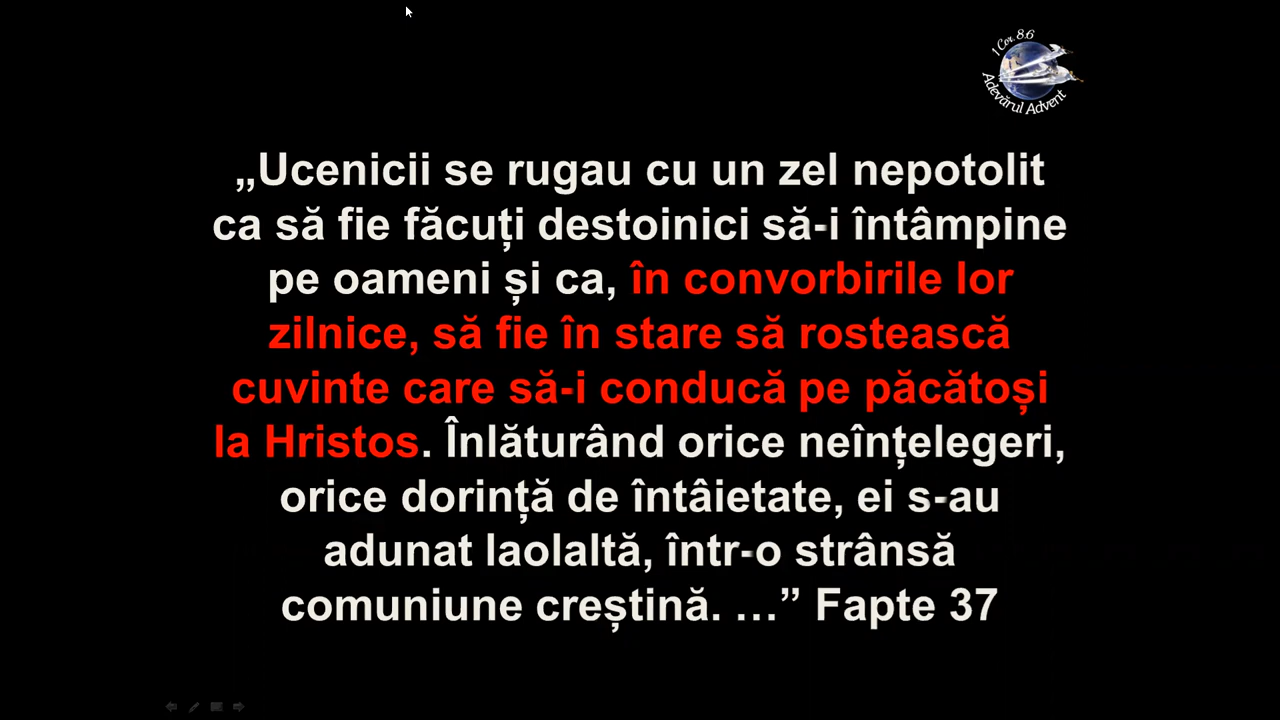 1 Cor. 8.6
Adevărul Advent
„Ucenicii se rugau cu un zel nepotolit
ca să fie făcuți destoinici să-i întâmpine
pe oameni și ca, în convorbirile lor
zilnice, să fie în stare să rostească
cuvinte care să-i conducă pe păcătoși
la Hristos. Înlăturând orice neînțelegeri,
orice dorință de întâietate, ei s-au
adunat laolaltă, într-o strânsă
comuniune creștină. …” Fapte 37